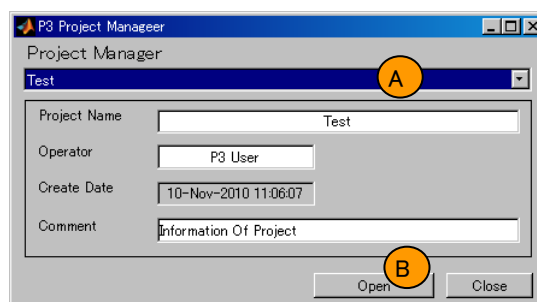 P3 Project Manageer
Project Manager
Test
A
Project Name
Test
Operator
P3 User
Create Date
10-Nov-2010 11:06:07
Comment
Information Of Project
B
Open
Close